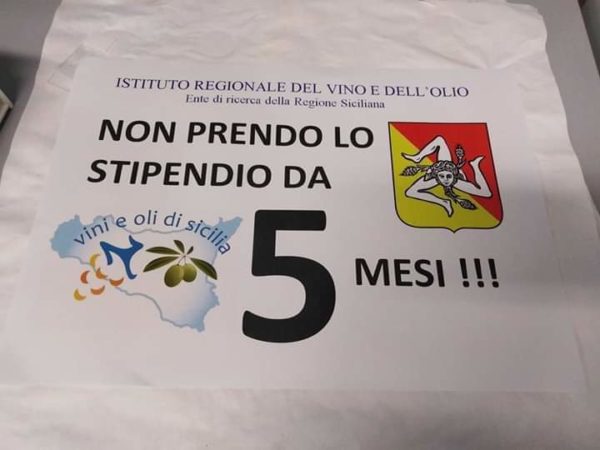 ISTITUTO REGIONALE DEL VINO E DELL'OLIO
Ente di ricerca della Regione Siciliana
NON PRENDO LO
STIPENDIO DA
vini e oli di sicilia
5
MESI !!!